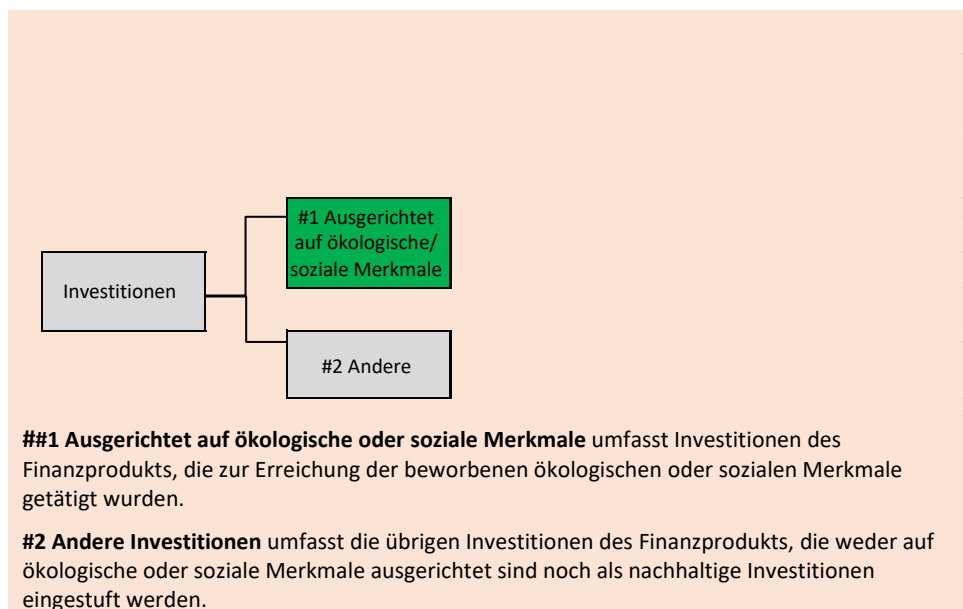 #1 Ausgerichtet
auf ökologische/
soziale Merkmale
Investitionen
#2 Andere
##1 Ausgerichtet auf ökologische oder soziale Merkmale umfasst Investitionen des
Finanzprodukts, die zur Erreichung der beworbenen ökologischen oder sozialen Merkmale
getätigt wurden.
#2 Andere Investitionen umfasst die übrigen Investitionen des Finanzprodukts, die weder auf
ökologische oder soziale Merkmale ausgerichtet sind noch als nachhaltige Investitionen
eingestuft werden.